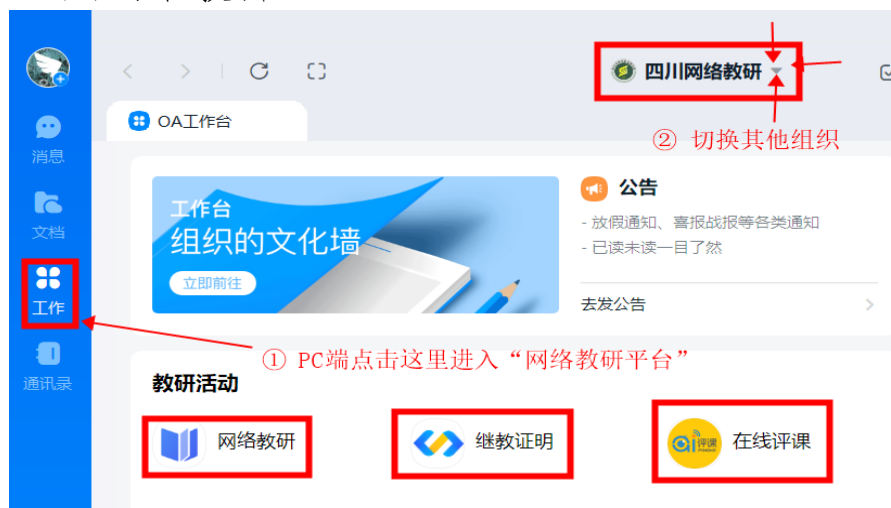 四川网络教研
OA工作台
② 切换其他组织
消息
文档
工作
通讯录
工作台
组织的文化墙
立即前往
公告
- 放假通知、喜报战报等各类通知
- 已读未读一目了然
去发公告
① PC端点击这里进入“网络教研平台”
教研活动
网络教研
继教证明
评课
在线评课